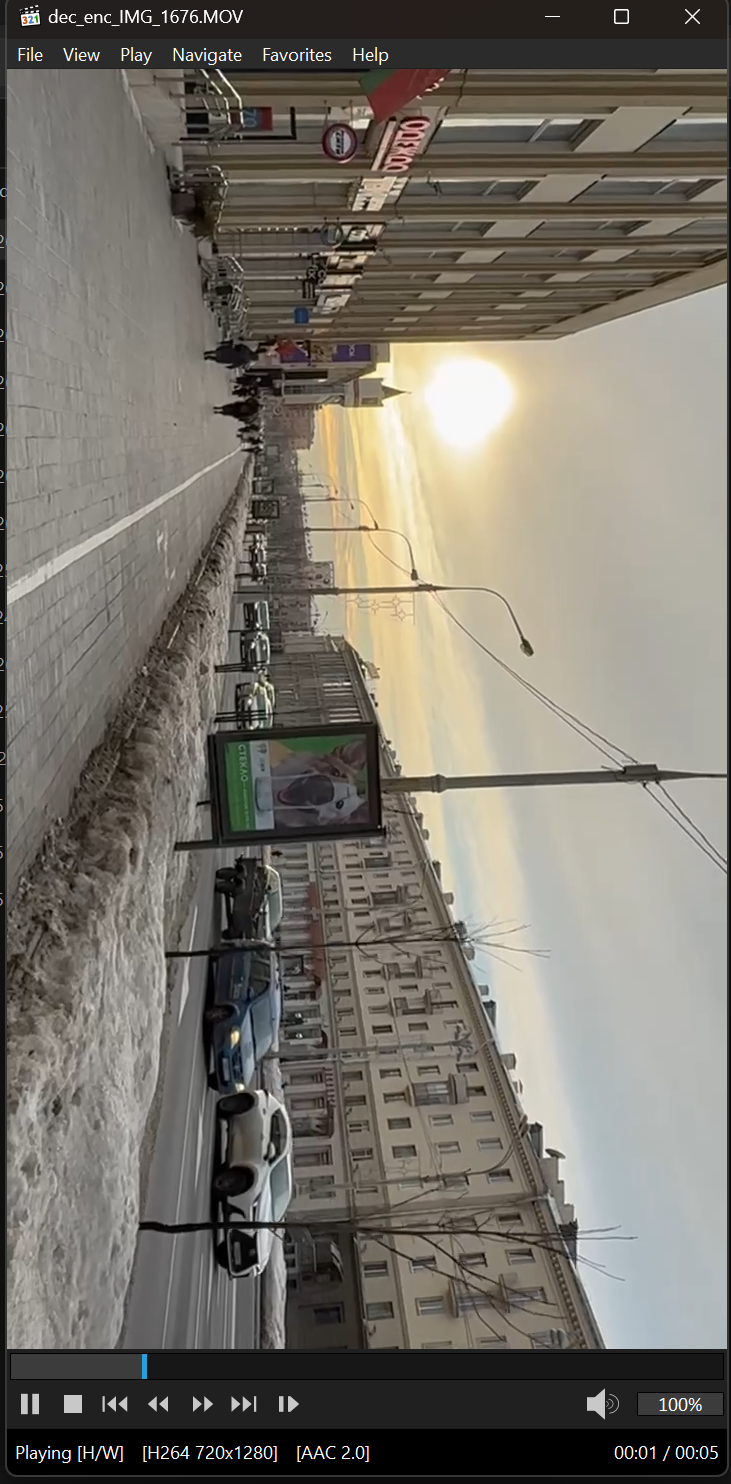 dec_enc_IMG_1676.MOV
File View Play Navigate Favorites Help
СТЕКЛО
100%
Playing [H/W] [H264 720x1280] [AAC 2.0] 00:01 / 00:05